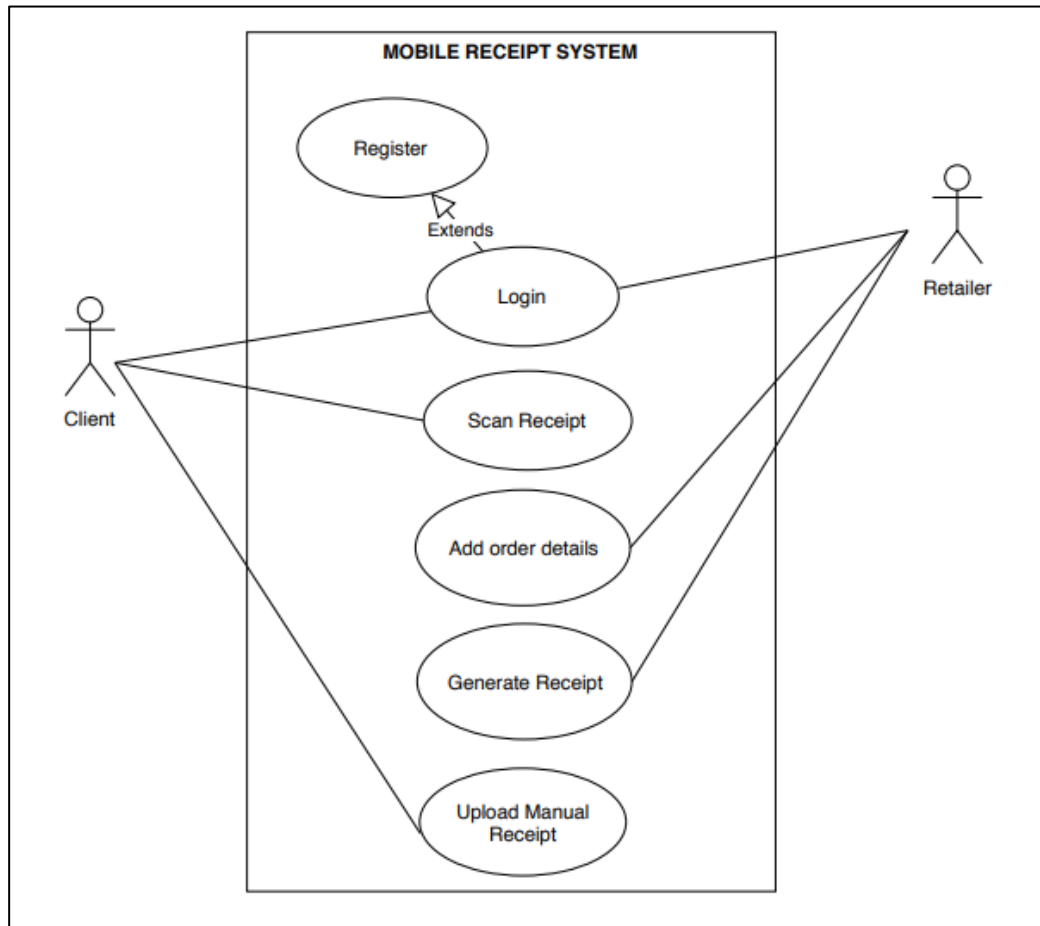 MOBILE RECEIPT SYSTEM
Register
Extends
Login
Retailer
Client
Scan Receipt
Add order details
Generate Receipt
Upload Manual
Receipt